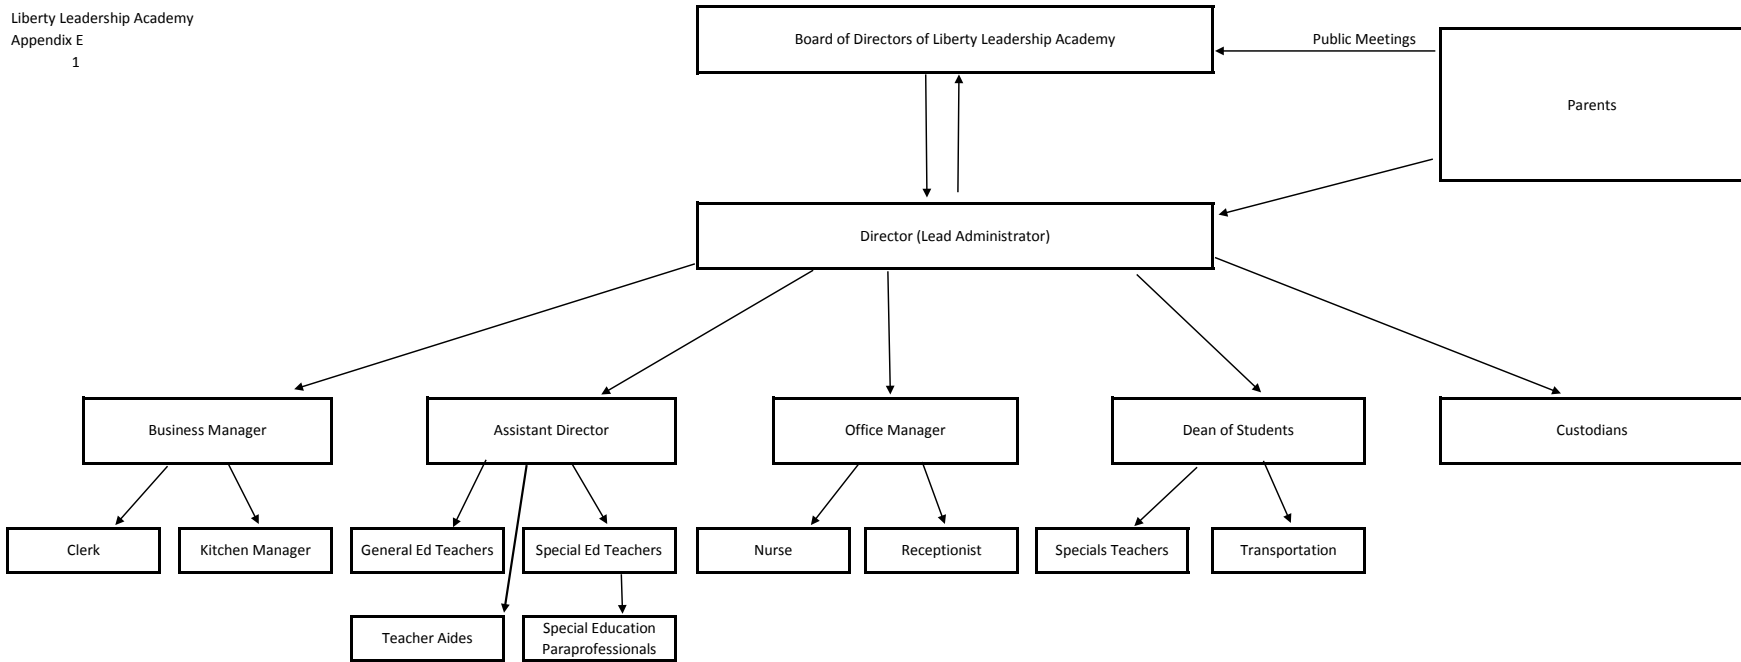 Liberty Leadership Academy
Appendix E
1
Board of Directors of Liberty Leadership Academy
Public Meetings
Parents
Director (Lead Administrator)
Business Manager
Assistant Director
Office Manager
Dean of Students
Custodians
Clerk
Kitchen Manager
General Ed Teachers
Special Ed Teachers
Nurse
Receptionist
Specials Teachers
Transportation
Teacher Aides
Special Education
Paraprofessionals